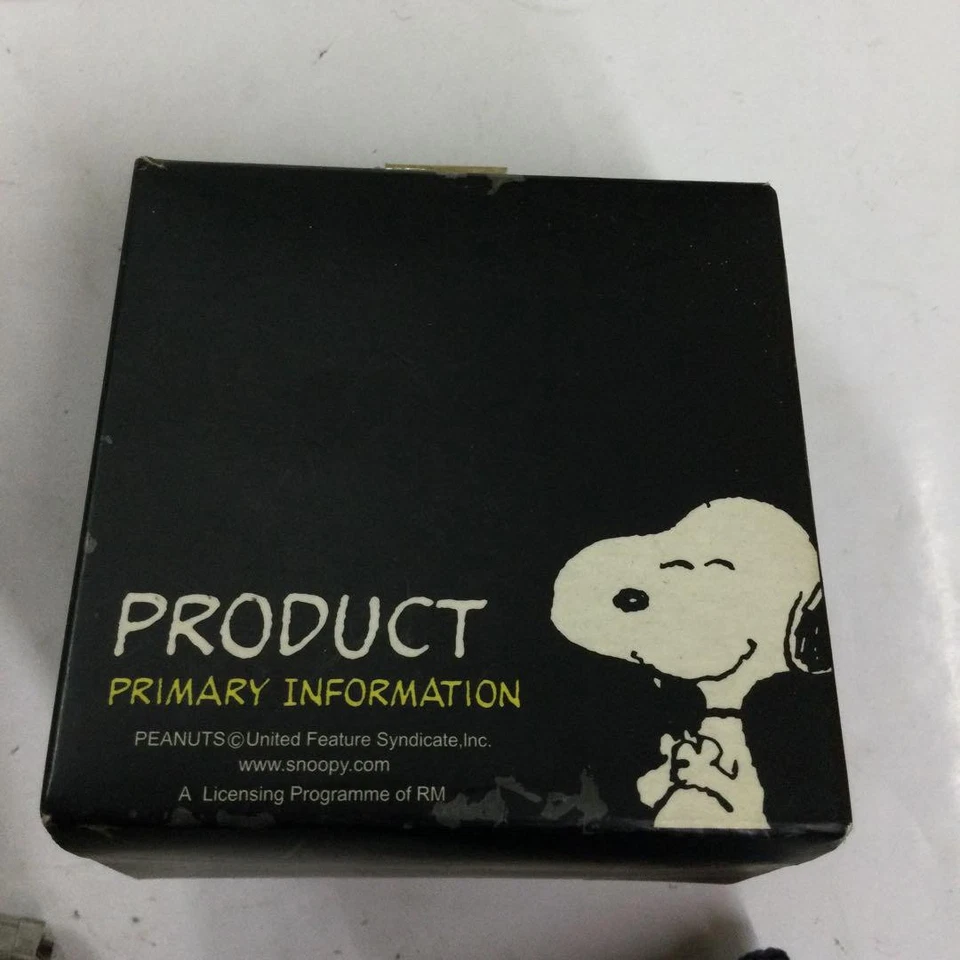 PRODUCT
PRIMARY INFORMATION
PEANUTS©United Feature Syndicate,Inc.
www.snoopy.com
A Licensing Programme of RM